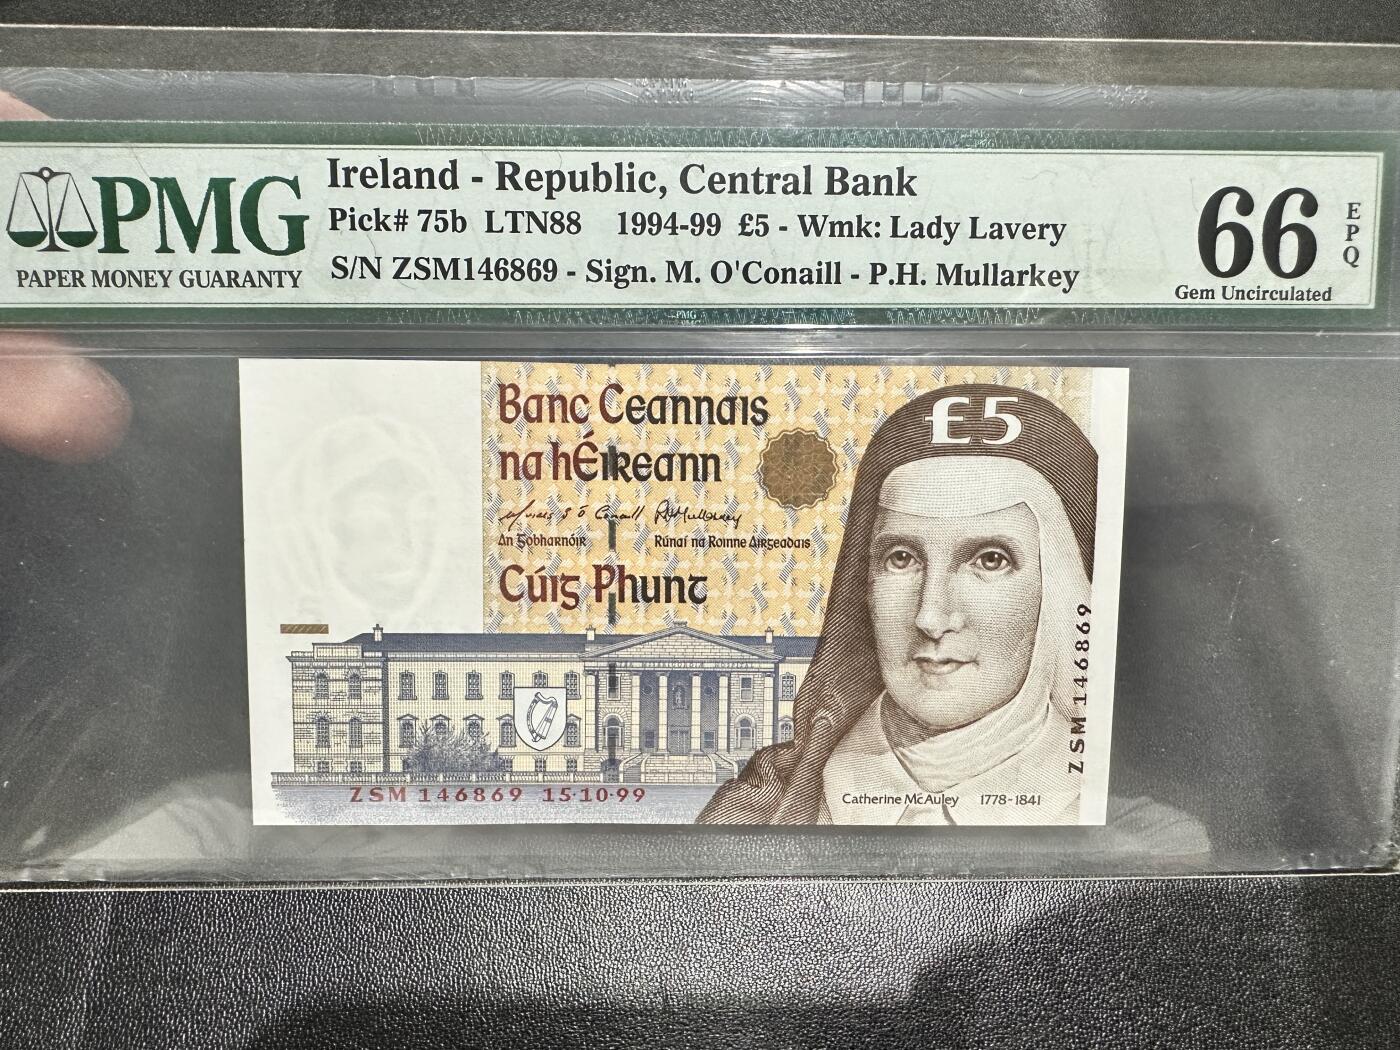 PMG
PAPER MONEY GUARANTY
Ireland - Republic, Central Bank
Pick# 75b LTN88 1994-99 £5 - Wmk: Lady Lavery
S/N ZSM146869 - Sign. M. O'Conaill - P.H. Mullarkey
66
EPQ
Gem Uncirculated
PMG
£5
Banc Ceannais
na hÉireann
An Gobharnóir
Rúnaí na Roinne Airgeadais
Cúig Phunt
ZSM 146869
ZSM 146869 15·10·99
Catherine McAuley 1778-1841